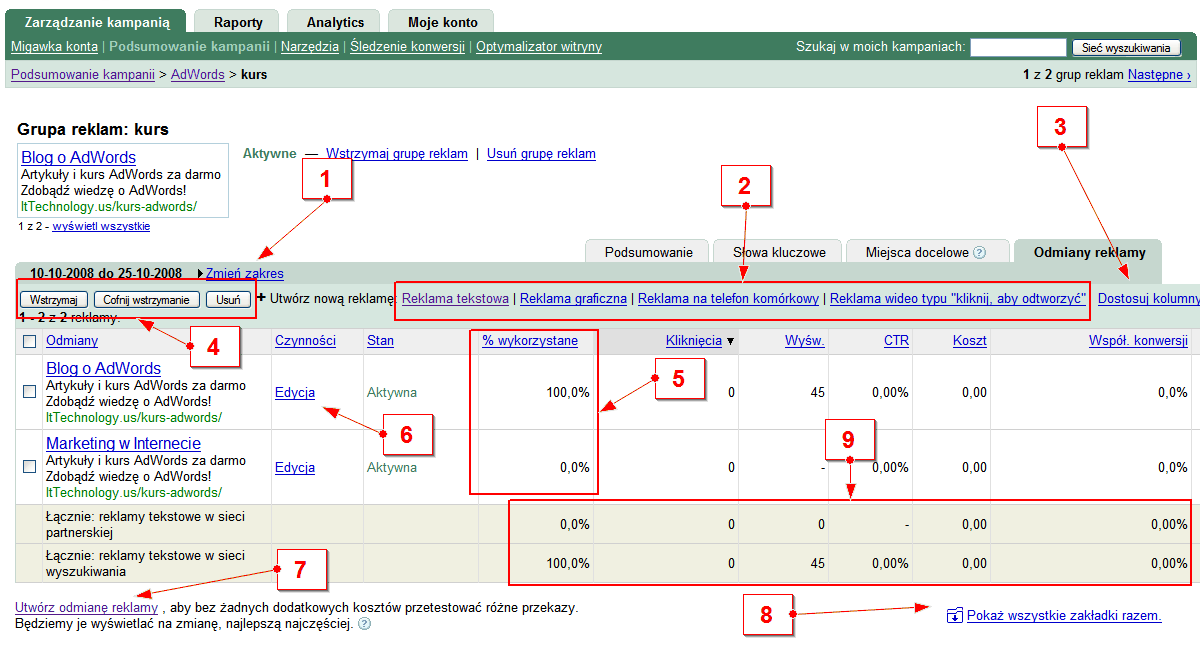 Zarządzanie kampanią Raporty Analytics Moje konto
Migawka konta | Podsumowanie kampanii | Narzędzia | Śledzenie konwersji | Optymalizator witryny Szukaj w moich kampaniach: Sieć wyszukiwania
Podsumowanie kampanii > AdWords > kurs 1 z 2 grup reklam Następne ›
3
Grupa reklam: kurs
Blog o AdWords
Artykuły i kurs AdWords za darmo
Zdobądź wiedzę o AdWords!
ItTechnology.us/kurs-adwords/
1 z 2 - wyświetl wszystkie
Aktywne — Wstrzymaj grupę reklam | Usuń grupę reklam
1
2
Podsumowanie Słowa kluczowe Miejsca docelowe ? Odmiany reklamy
10-10-2008 do 25-10-2008 Zmień zakres
Wstrzymaj Cofnij wstrzymanie Usuń + Utwórz nową reklamę: Reklama tekstowa | Reklama graficzna | Reklama na telefon komórkowy | Reklama wideo typu "kliknij, aby odtworzyć" Dostosuj kolumny
1 - 2 z 2 reklamy.
4
Odmiany Czynności Stan % wykorzystane Kliknięcia ▼ Wyśw. CTR Koszt Współ. konwersji
Blog o AdWords
Artykuły i kurs AdWords za darmo
Zdobądź wiedzę o AdWords!
ItTechnology.us/kurs-adwords/
Edycja Aktywna 100,0% 0 45 0,00% 0,00 0,0%
5
6
9
Marketing w Internecie
Artykuły i kurs AdWords za darmo
Zdobądź wiedzę o AdWords!
ItTechnology.us/kurs-adwords/
Edycja Aktywna 0,0% 0 - 0,00% 0,00 0,0%
Łącznie: reklamy tekstowe w sieci
partnerskiej
0,0% 0 0 - 0,00 0,00%
Łącznie: reklamy tekstowe w sieci
wyszukiwania
100,0% 0 45 0,00% 0,00 0,00%
7
8
Utwórz odmianę reklamy , aby bez żadnych dodatkowych kosztów przetestować różne przekazy.
Będziemy je wyświetlać na zmianę, najlepszą najczęściej. ?
Pokaż wszystkie zakładki razem.